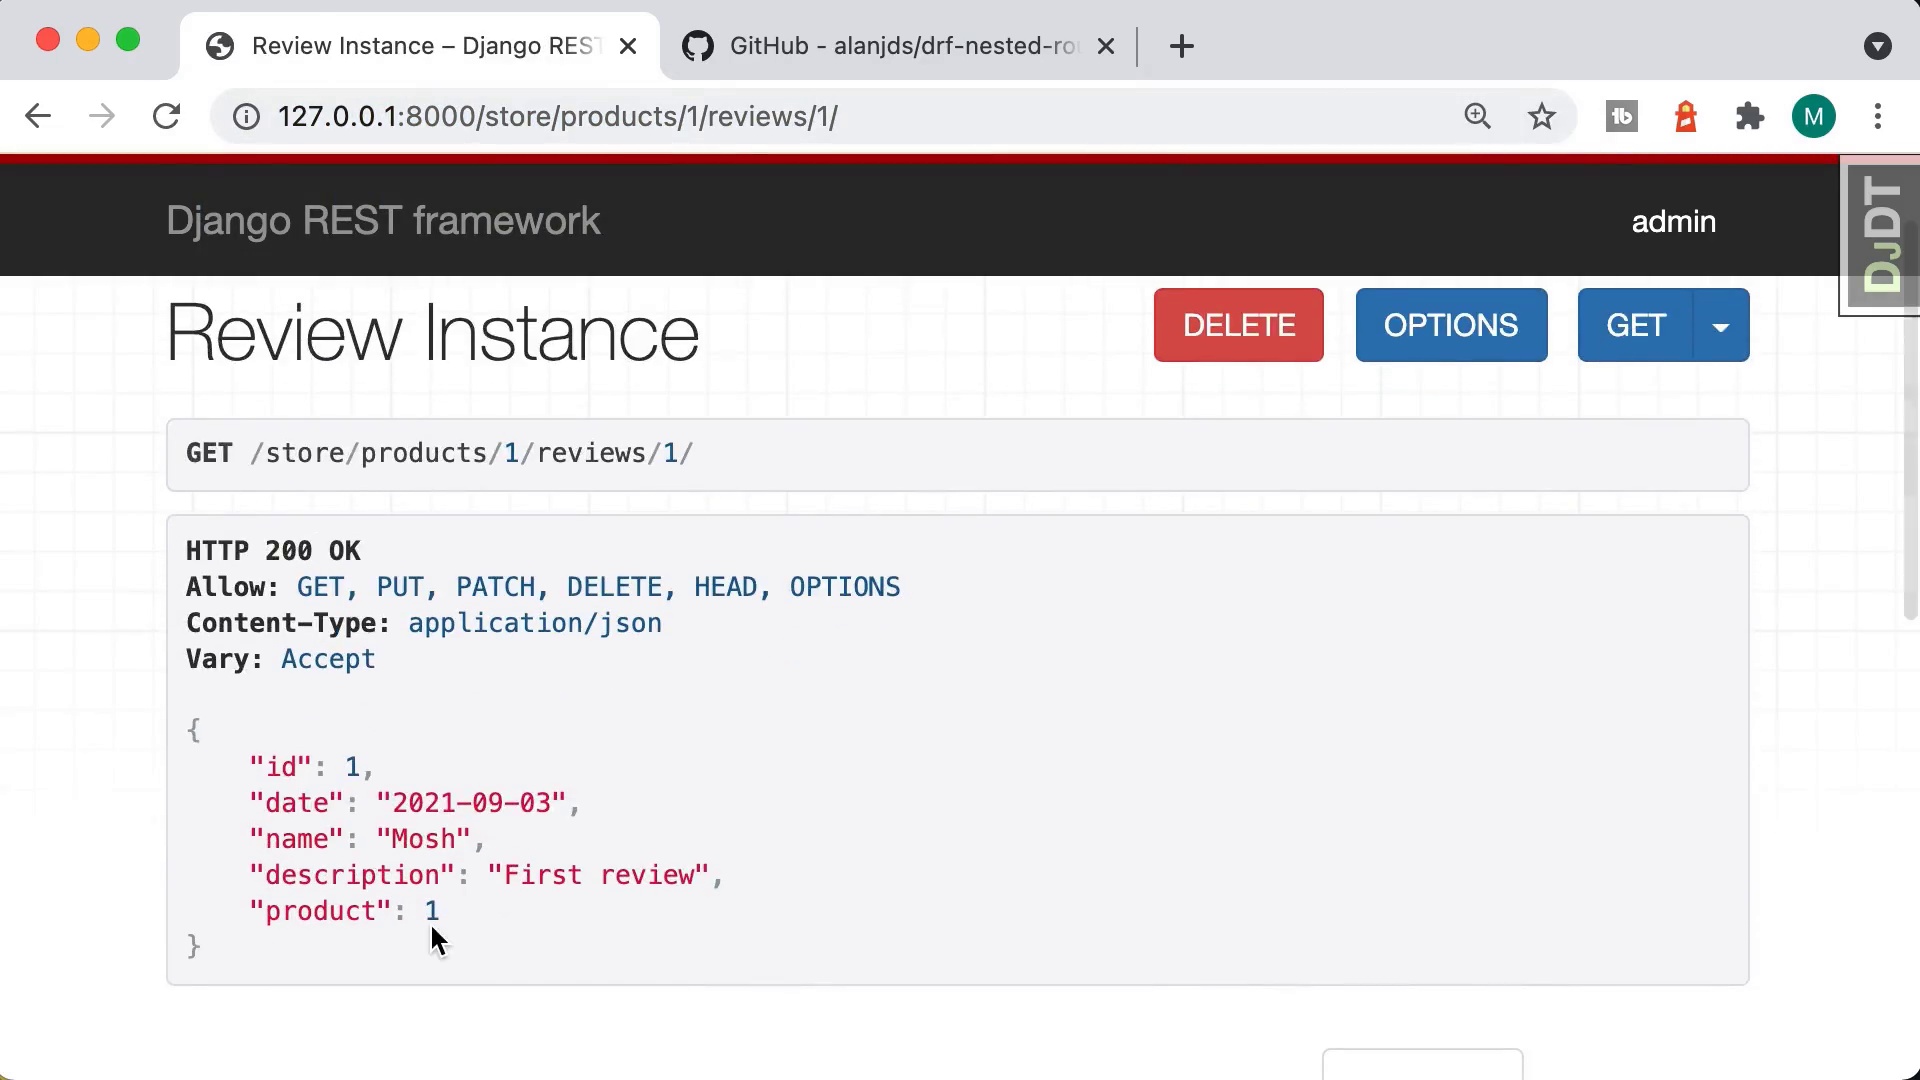 Review Instance – Django REST
GitHub - alanjds/drf-nested-rou
127.0.0.1:8000/store/products/1/reviews/1/
tb
M
Django REST framework
admin
DJDT
Review Instance
DELETE
OPTIONS
GET
GET /store/products/1/reviews/1/
HTTP 200 OK
Allow: GET, PUT, PATCH, DELETE, HEAD, OPTIONS
Content-Type: application/json
Vary: Accept
{
"id": 1,
"date": "2021-09-03",
"name": "Mosh",
"description": "First review",
"product": 1
}